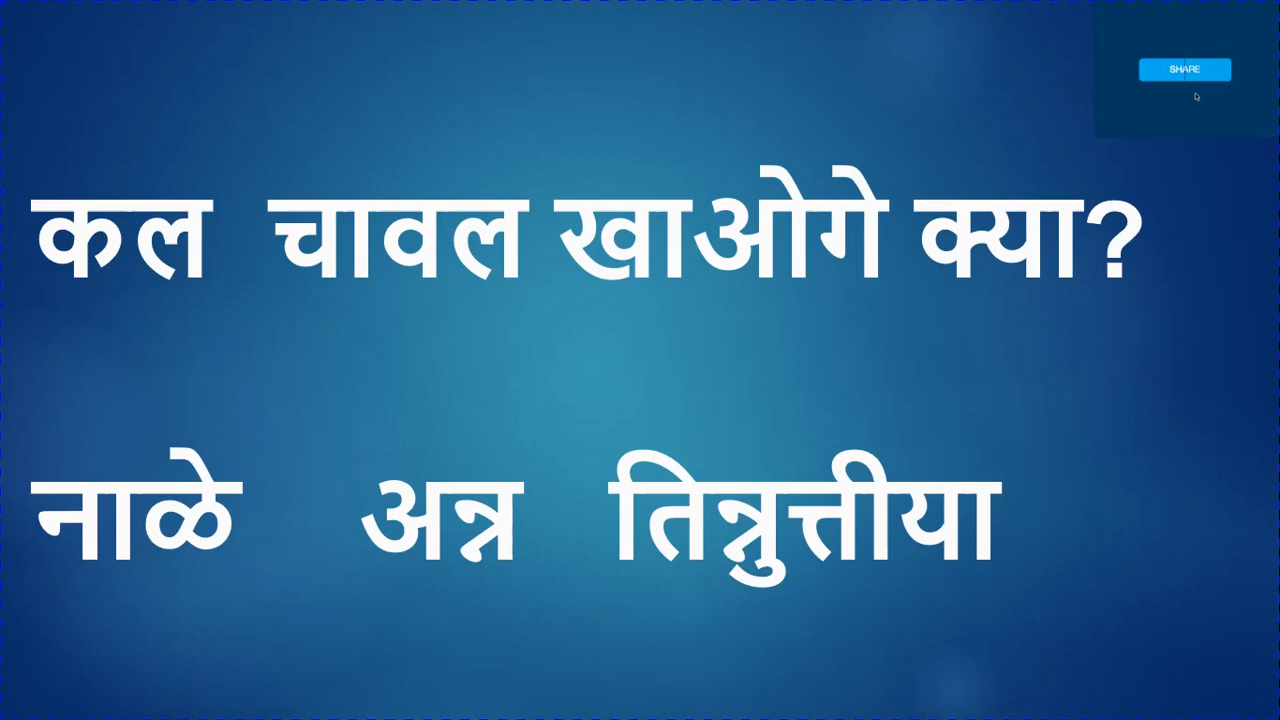 SHARE
कल चावल खाओगे क्या?
नाळे अन्न तिन्नुत्तीया